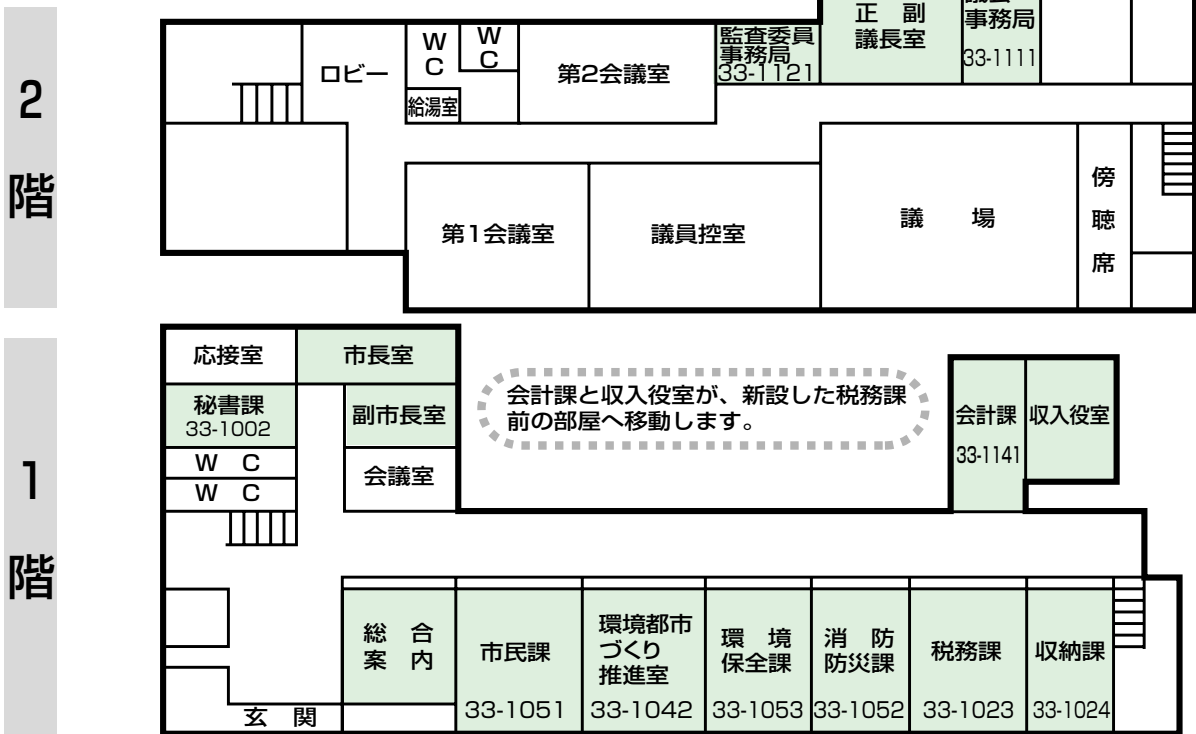 2階
正 副
議長室
議会
事務局
33-1111
監査委員
事務局
33-1121
ロビー
WC
WC
給湯室
第2会議室
第1会議室
議員控室
議 場
傍聴席
1階
応接室
市長室
秘書課
33-1002
副市長室
W C
W C
会議室
会計課と収入役室が、新設した税務課
前の部屋へ移動します。
会計課
33-1141
収入役室
総 合
案 内
市民課
33-1051
環境都市
づくり
推進室
33-1042
環 境
保全課
33-1053
消 防
防災課
33-1052
税務課
33-1023
収納課
33-1024
玄 関